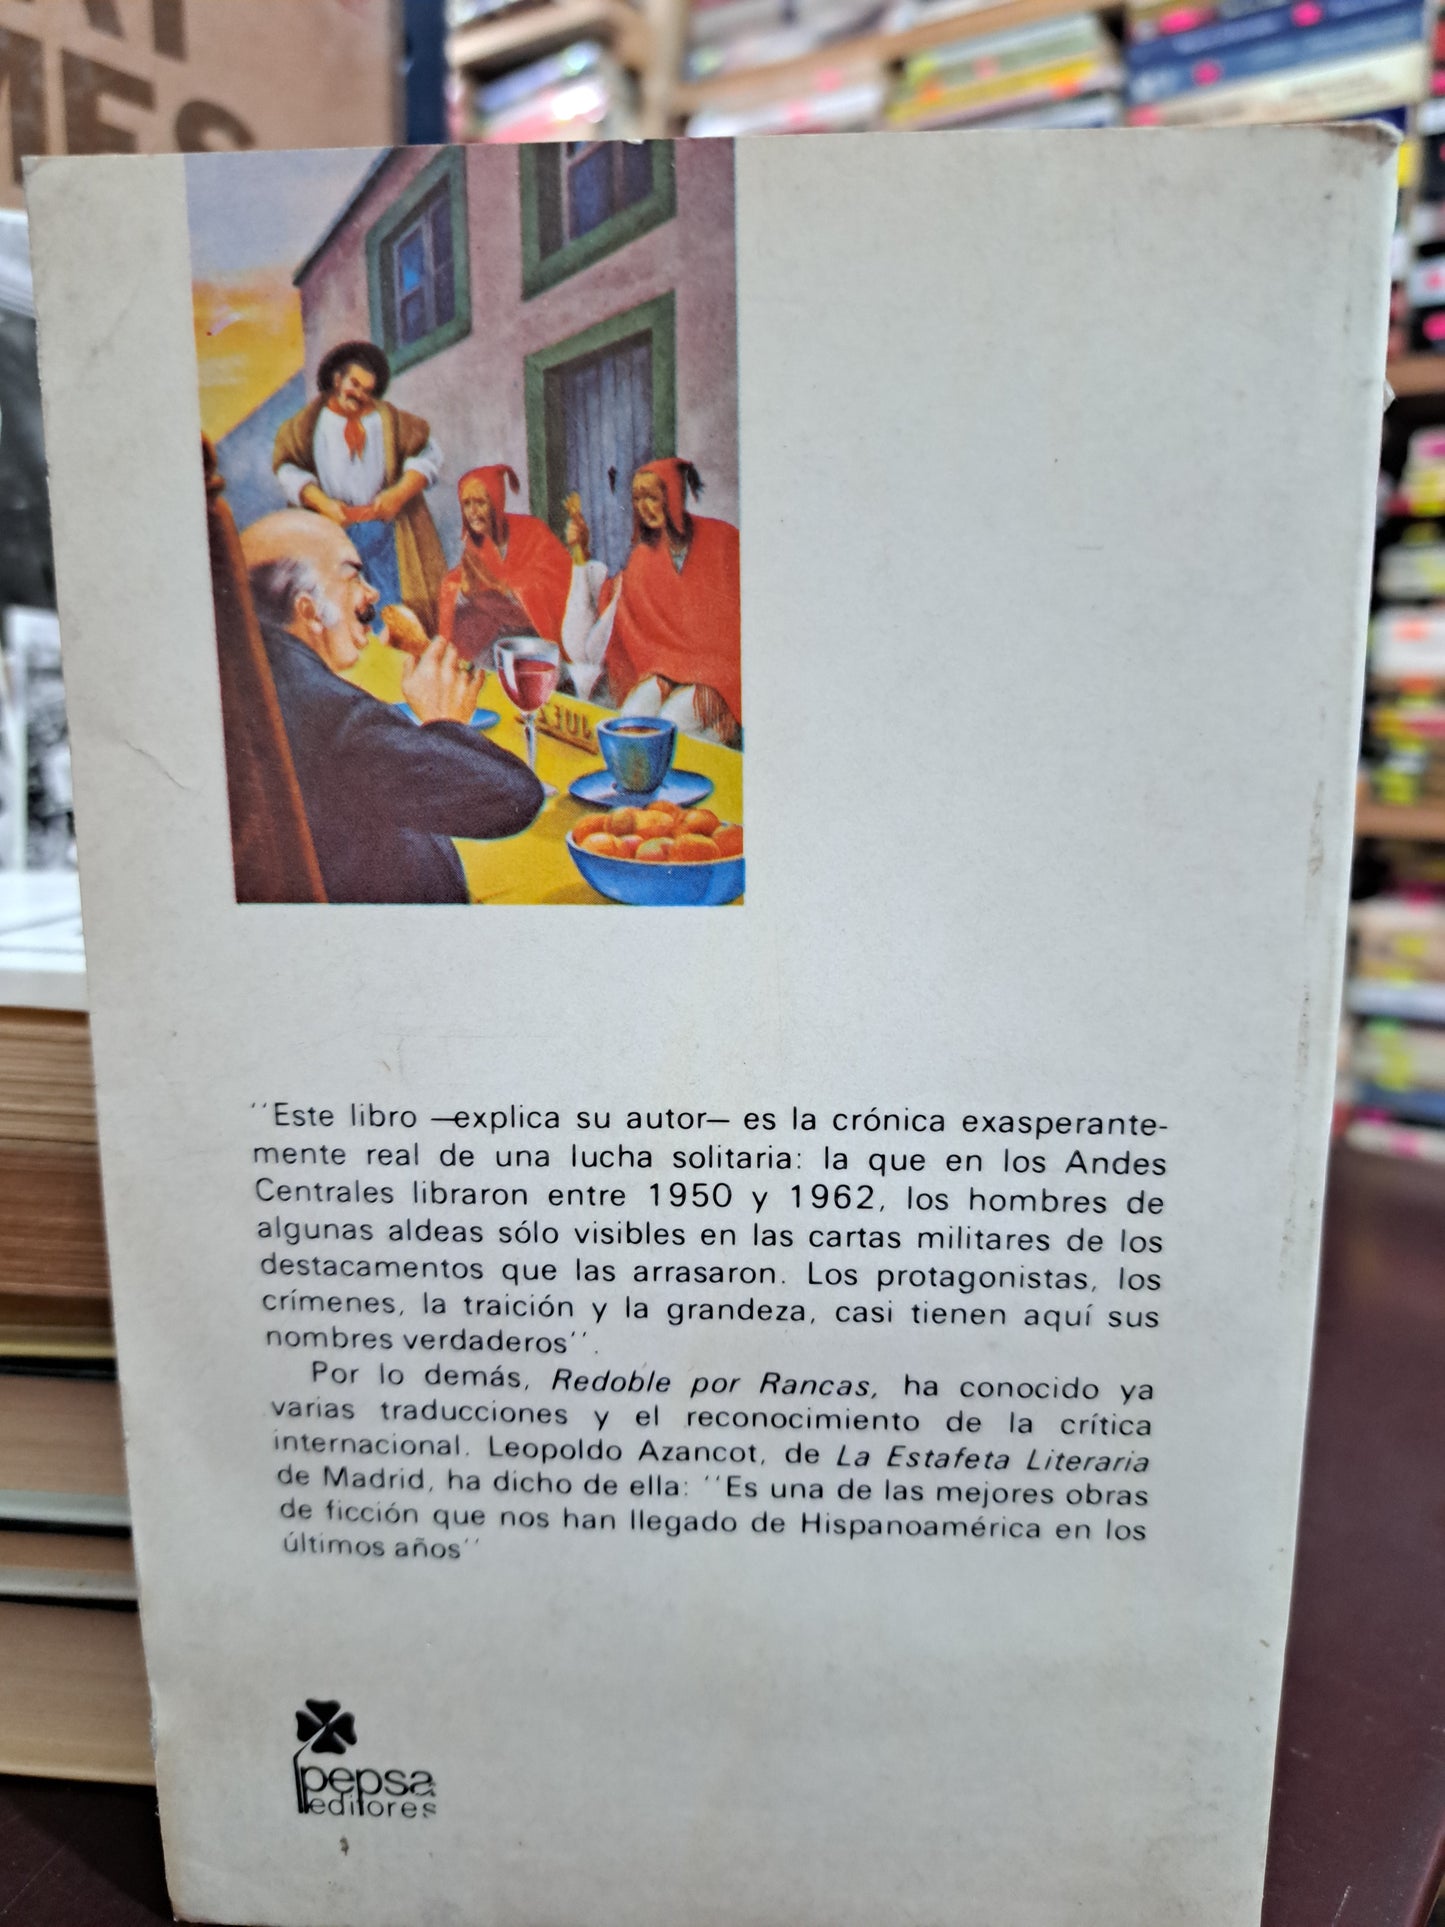 MES
JUEZ
´´Este libro —explica su autor— es la crónica exasperante-
mente real de una lucha solitaria: la que en los Andes
Centrales libraron entre 1950 y 1962, los hombres de
algunas aldeas sólo visibles en las cartas militares de los
destacamentos que las arrasaron. Los protagonistas, los
crímenes, la traición y la grandeza, casi tienen aquí sus
nombres verdaderos´´.
Por lo demás, Redoble por Rancas, ha conocido ya
varias traducciones y el reconocimiento de la crítica
internacional. Leopoldo Azancot, de La Estafeta Literaria
de Madrid, ha dicho de ella: ´´Es una de las mejores obras
de ficción que nos han llegado de Hispanoamérica en los
últimos años´´
pepsa
editores